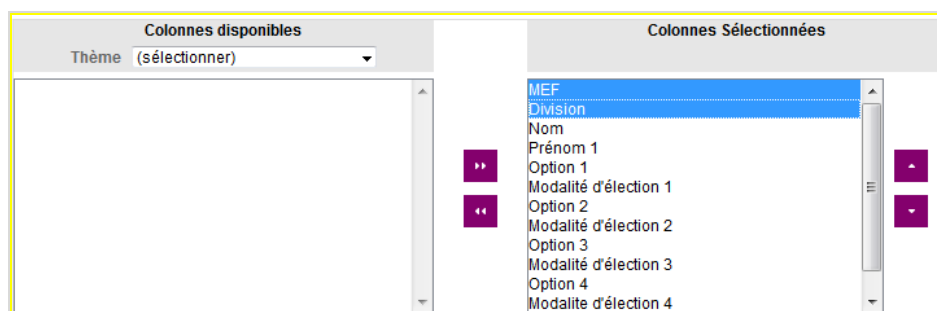 Colonnes disponibles
Thème (sélectionner)
Colonnes Sélectionnées
MEF
Division
Nom
Prénom 1
Option 1
Modalité d'élection 1
Option 2
Modalité d'élection 2
Option 3
Modalité d'élection 3
Option 4
Modalite d'élection 4